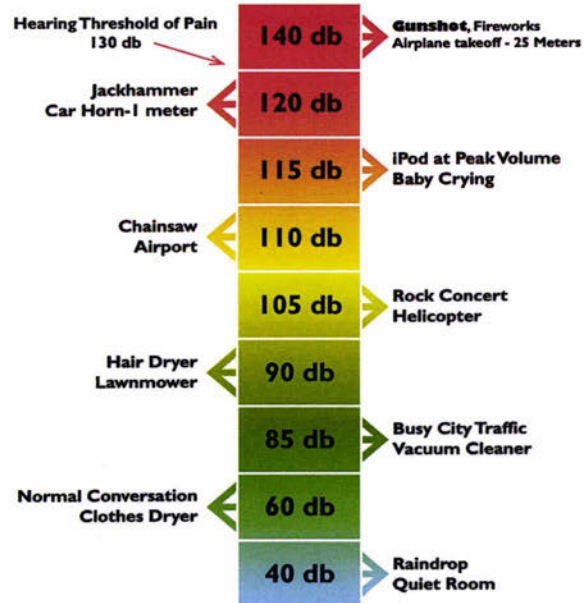 Hearing Threshold of Pain
130 db
140 db
Gunshot, Fireworks
Airplane takeoff - 25 Meters
Jackhammer
Car Horn-1 meter
120 db
115 db
iPod at Peak Volume
Baby Crying
Chainsaw
Airport
110 db
105 db
Rock Concert
Helicopter
Hair Dryer
Lawnmower
90 db
85 db
Busy City Traffic
Vacuum Cleaner
Normal Conversation
Clothes Dryer
60 db
40 db
Raindrop
Quiet Room